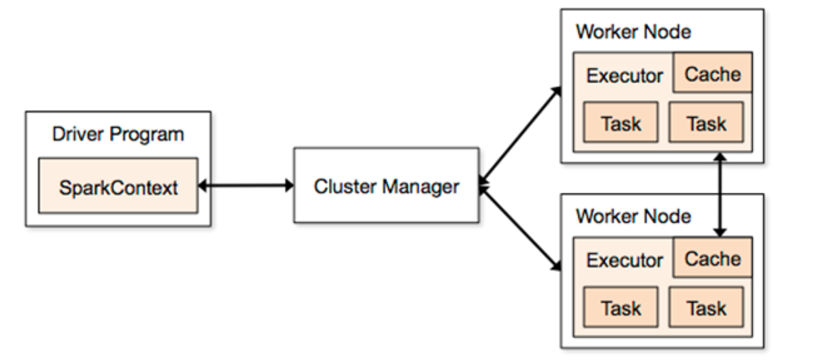 Driver Program
SparkContext
Cluster Manager
Worker Node
Executor
Cache
Task
Task
Worker Node
Executor
Cache
Task
Task